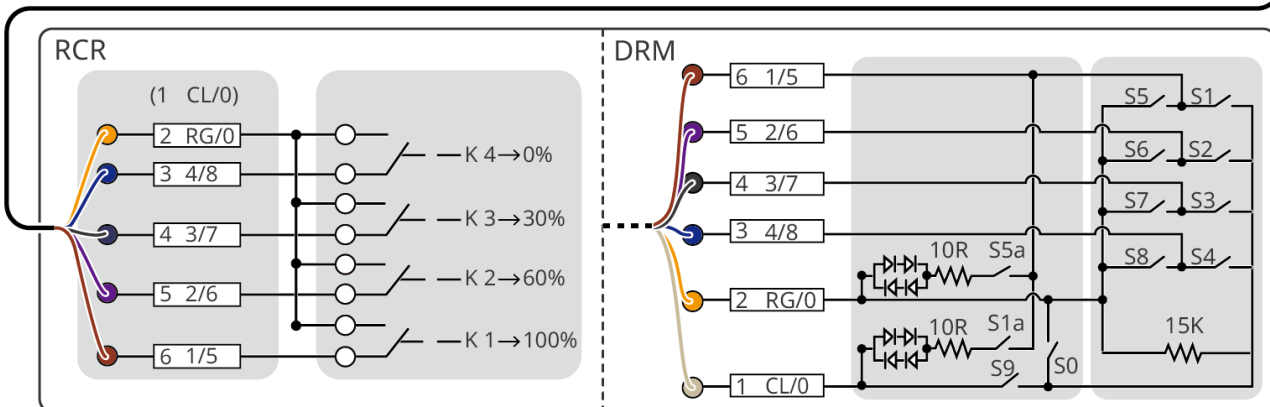 RCR
(1 CL/0)
2 RG/0
3 4/8
4 3/7
5 2/6
6 1/5
K 4→0%
K 3→30%
K 2→60%
K 1→100%
DRM
6 1/5
5 2/6
4 3/7
3 4/8
2 RG/0
1 CL/0
10R S5a
10R S1a
S9
S0
S5 S1
S6 S2
S7 S3
S8 S4
15K